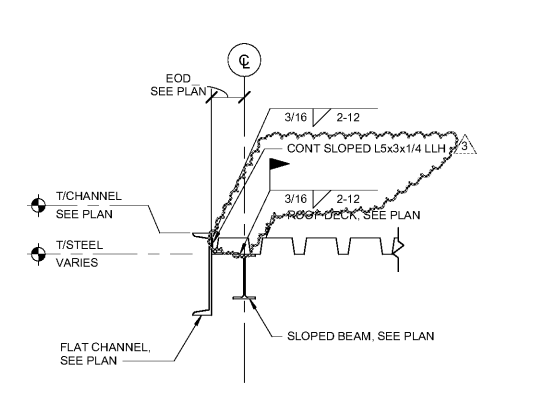 ℄
EOD
SEE PLAN
3/16 2-12
CONT SLOPED L5x3x1/4 LLH
3
T/CHANNEL
SEE PLAN
3/16 2-12
ROOF DECK, SEE PLAN
T/STEEL
VARIES
SLOPED BEAM, SEE PLAN
FLAT CHANNEL,
SEE PLAN